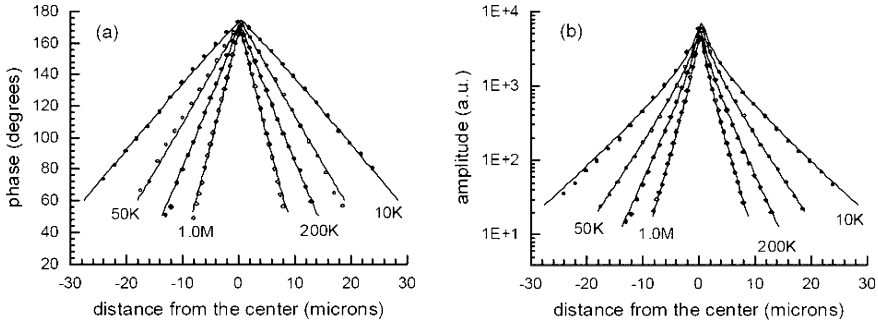 (a)
phase (degrees)
180
160
140
120
100
80
60
40
20
50K
1.0M
200K
10K
-30
-20
-10
0
10
20
30
distance from the center (microns)
(b)
amplitude (a.u.)
1E+4
1E+3
1E+2
1E+1
50K
1.0M
200K
10K
-30
-20
-10
0
10
20
30
distance from the center (microns)